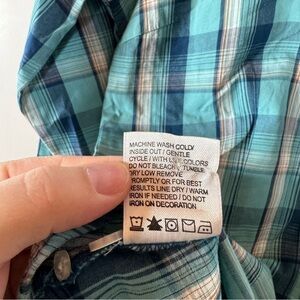 MACHINE WASH COLD/
INSIDE OUT / GENTLE
CYCLE / WITH LIKE COLORS
DO NOT BLEACH / TUMBLE
DRY LOW REMOVE
PROMPTLY OR FOR BEST
RESULTS LINE DRY / WARM
IRON IF NEEDED / DO NOT
IRON ON DECORATION